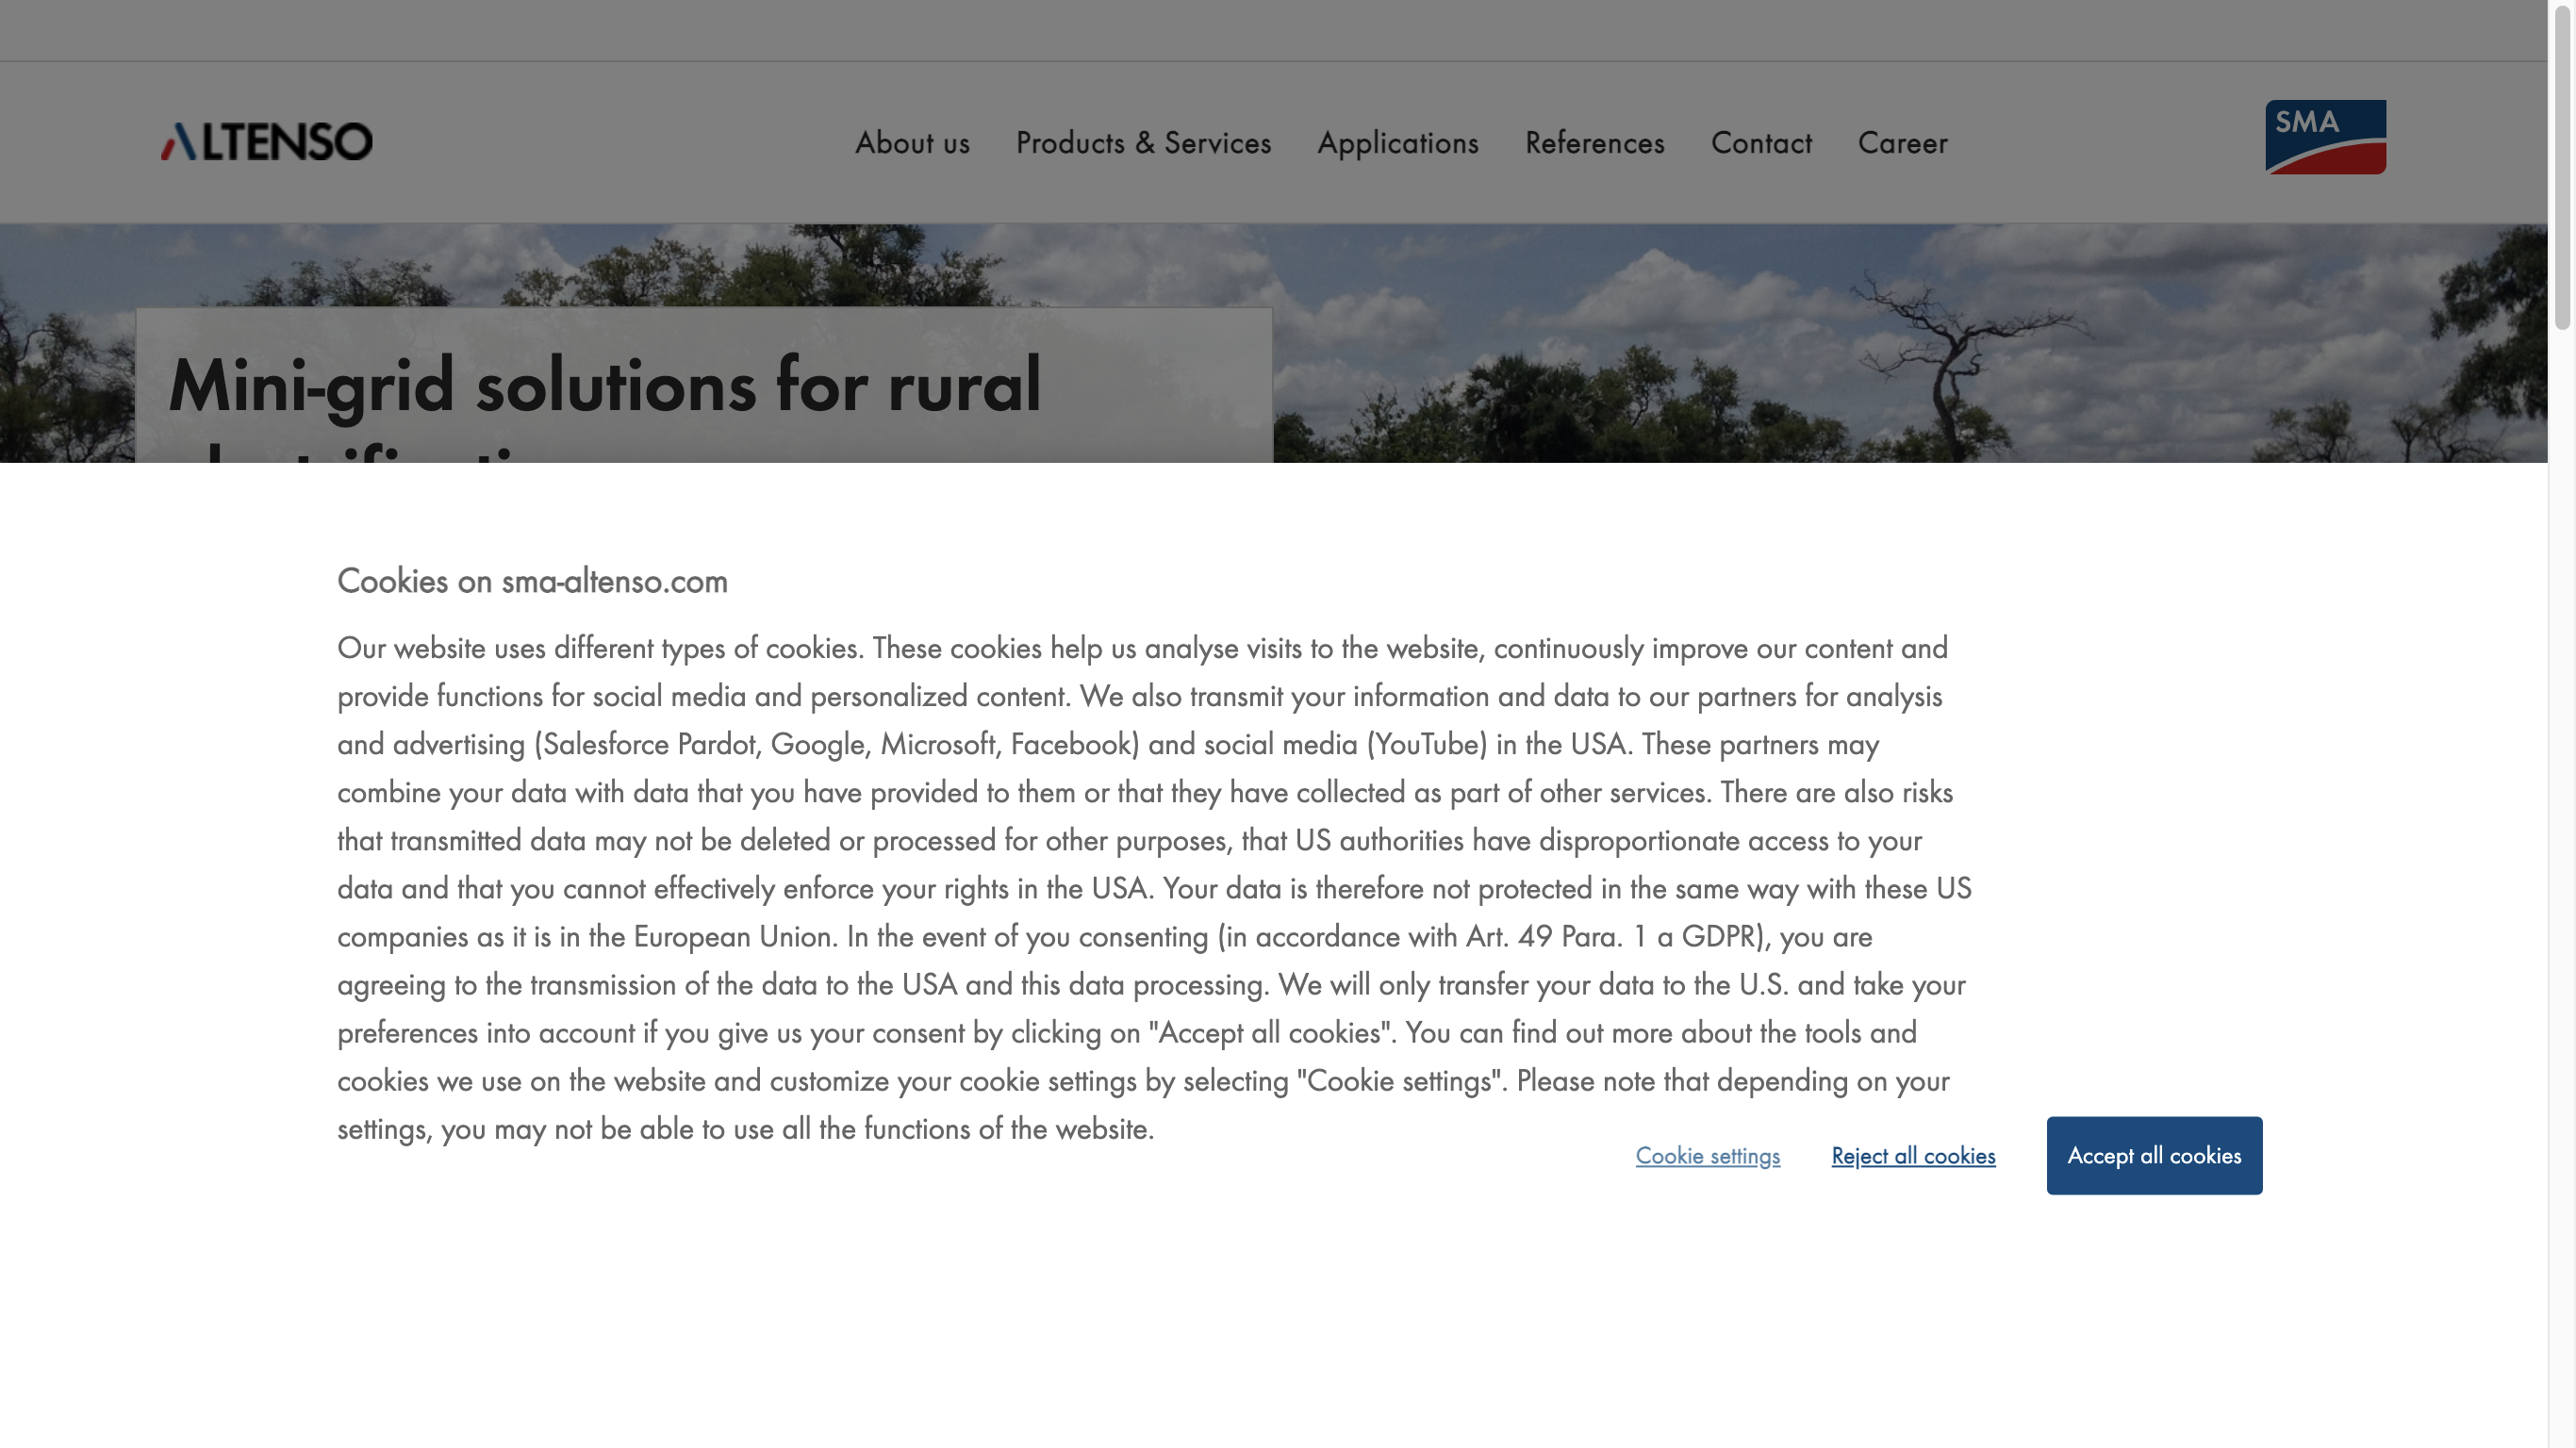 ALTENSO
About us Products & Services Applications References Contact Career
SMA
Mini-grid solutions for rural
Cookies on sma-altenso.com
Our website uses different types of cookies. These cookies help us analyse visits to the website, continuously improve our content and
provide functions for social media and personalized content. We also transmit your information and data to our partners for analysis
and advertising (Salesforce Pardot, Google, Microsoft, Facebook) and social media (YouTube) in the USA. These partners may
combine your data with data that you have provided to them or that they have collected as part of other services. There are also risks
that transmitted data may not be deleted or processed for other purposes, that US authorities have disproportionate access to your
data and that you cannot effectively enforce your rights in the USA. Your data is therefore not protected in the same way with these US
companies as it is in the European Union. In the event of you consenting (in accordance with Art. 49 Para. 1 a GDPR), you are
agreeing to the transmission of the data to the USA and this data processing. We will only transfer your data to the U.S. and take your
preferences into account if you give us your consent by clicking on "Accept all cookies". You can find out more about the tools and
cookies we use on the website and customize your cookie settings by selecting "Cookie settings". Please note that depending on your
settings, you may not be able to use all the functions of the website.
Cookie settings Reject all cookies Accept all cookies